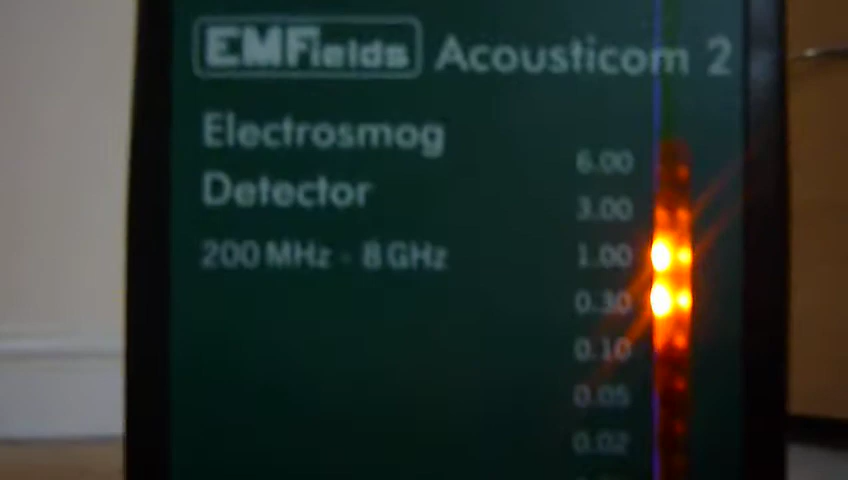 EMFields Acousticom 2
Electrosmog
Detector
200 MHz - 8 GHz
6.00
3.00
1.00
0.30
0.10
0.05
0.02